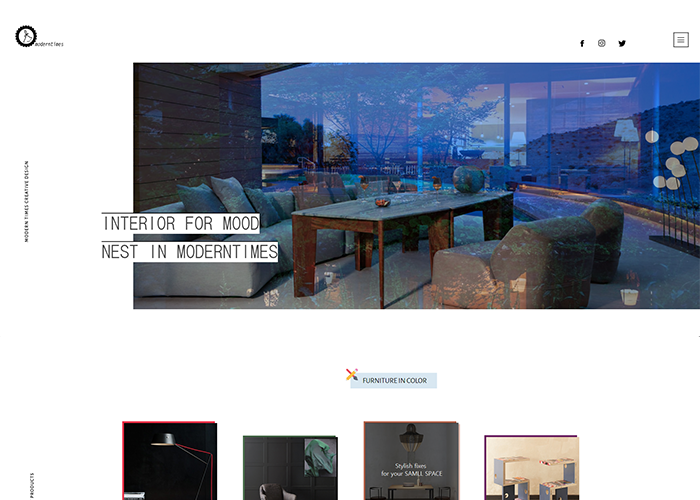 moderntimes
MODERN TIMES CREATIVE DESIGN
INTERIOR FOR MOOD
NEST IN MODERNTIMES
FURNITURE IN COLOR
Stylish fixes
for your SAMLL SPACE
PRODUCTS